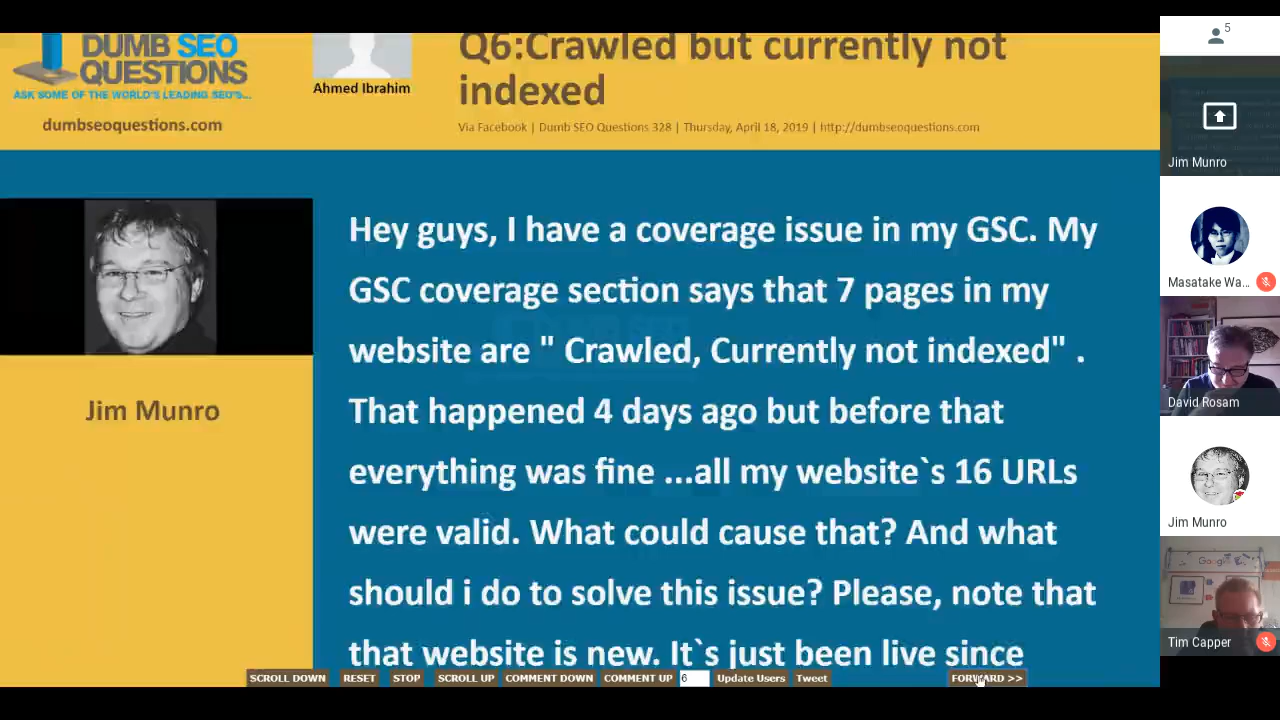 DUMB SEO
QUESTIONS
ASK SOME OF THE WORLD'S LEADING SEO'S...
dumbseoquestions.com
Ahmed Ibrahim
Q6:Crawled but currently not
indexed
Via Facebook | Dumb SEO Questions 328 | Thursday, April 18, 2019 | http://dumbseoquestions.com
Jim Munro
Hey guys, I have a coverage issue in my GSC. My
GSC coverage section says that 7 pages in my
website are " Crawled, Currently not indexed" .
That happened 4 days ago but before that
everything was fine ...all my website`s 16 URLs
were valid. What could cause that? And what
should i do to solve this issue? Please, note that
that website is new. It`s just been live since
SCROLL DOWN
RESET
STOP
SCROLL UP
COMMENT DOWN
COMMENT UP
6
Update Users
Tweet
FORWARD >>
5
Jim Munro
Masatake Wa...
David Rosam
Jim Munro
Google
Tim Capper